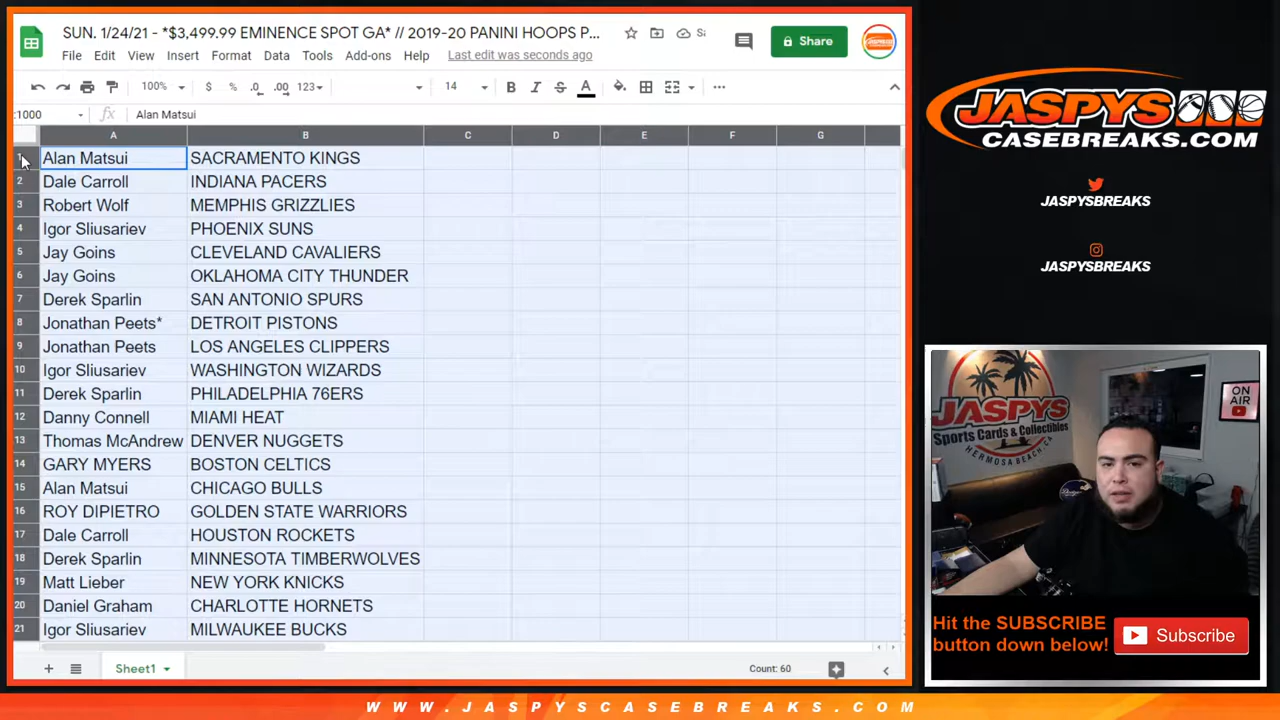 SUN. 1/24/21 - *$3,499.99 EMINENCE SPOT GA* // 2019-20 PANINI HOOPS P...
Share
File Edit View Insert Format Data Tools Add-ons Help Last edit was seconds ago
100% $ % .0 .00 123 14 B I S A
:1000 fx Alan Matsui
A B C D E F G
1 Alan Matsui SACRAMENTO KINGS
2 Dale Carroll INDIANA PACERS
3 Robert Wolf MEMPHIS GRIZZLIES
4 Igor Sliusariev PHOENIX SUNS
5 Jay Goins CLEVELAND CAVALIERS
6 Jay Goins OKLAHOMA CITY THUNDER
7 Derek Sparlin SAN ANTONIO SPURS
8 Jonathan Peets* DETROIT PISTONS
9 Jonathan Peets LOS ANGELES CLIPPERS
10 Igor Sliusariev WASHINGTON WIZARDS
11 Derek Sparlin PHILADELPHIA 76ERS
12 Danny Connell MIAMI HEAT
13 Thomas McAndrew DENVER NUGGETS
14 GARY MYERS BOSTON CELTICS
15 Alan Matsui CHICAGO BULLS
16 ROY DIPIETRO GOLDEN STATE WARRIORS
17 Dale Carroll HOUSTON ROCKETS
18 Derek Sparlin MINNESOTA TIMBERWOLVES
19 Matt Lieber NEW YORK KNICKS
20 Daniel Graham CHARLOTTE HORNETS
21 Igor Sliusariev MILWAUKEE BUCKS
Sheet1 Count: 60
JASPYS
CASEBREAKS.COM
JASPYSBREAKS
JASPYSBREAKS
JASPYS
Sports Cards & Collectibles
HERMOSA BEACH, CA
ON
AIR
Hit the SUBSCRIBE
button down below!
Subscribe
WWW.JASPYSCASEBREAKS.COM